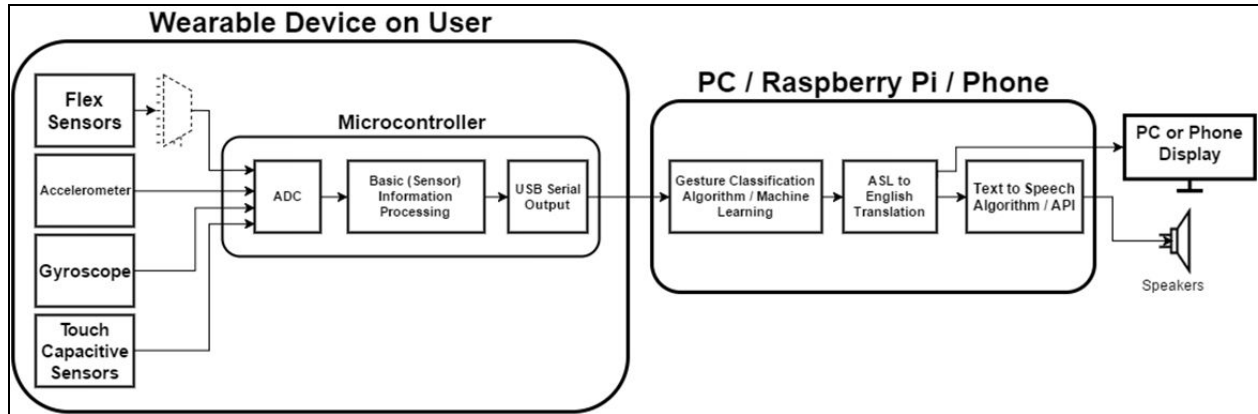 Wearable Device on User
Flex
Sensors
Accelerometer
Gyroscope
Touch
Capacitive
Sensors
Microcontroller
ADC
Basic (Sensor)
Information
Processing
USB Serial
Output
PC / Raspberry Pi / Phone
Gesture Classification
Algorithm / Machine
Learning
ASL to
English
Translation
Text to Speech
Algorithm / API
PC or Phone
Display
Speakers